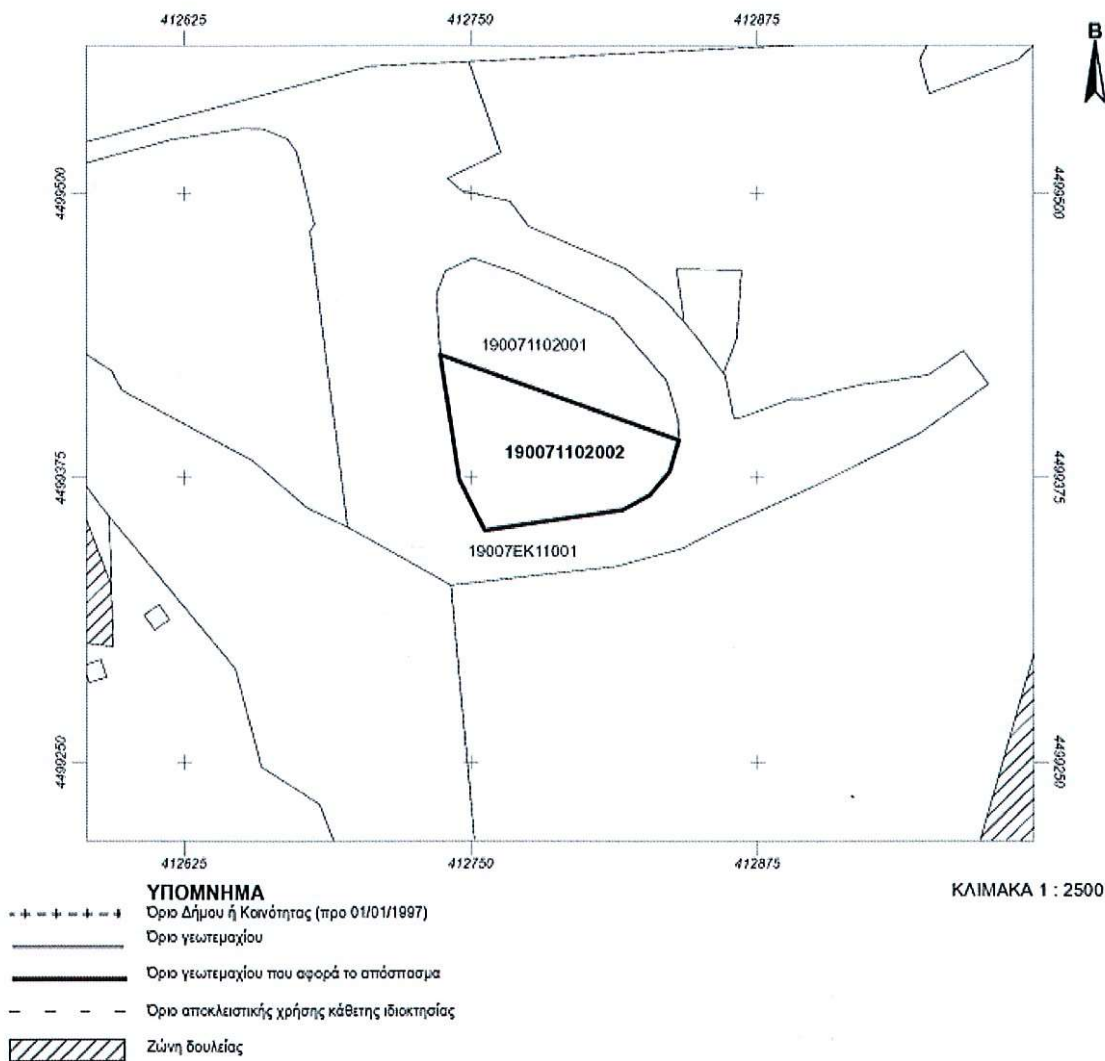 412625 412750 412875
Β
4499500 4499500
190071102001
190071102002
4499375 4499375
19007ΕΚ11001
4499250 4499250
412625 412750 412875
ΥΠΟΜΝΗΜΑ
ΚΛΙΜΑΚΑ 1 : 2500
Όριο Δήμου ή Κοινότητας (προ 01/01/1997)
Όριο γεωτεμαχίου
Όριο γεωτεμαχίου που αφορά το απόσπασμα
Όριο αποκλειστικής χρήσης κάθετης ιδιοκτησίας
Ζώνη δουλείας